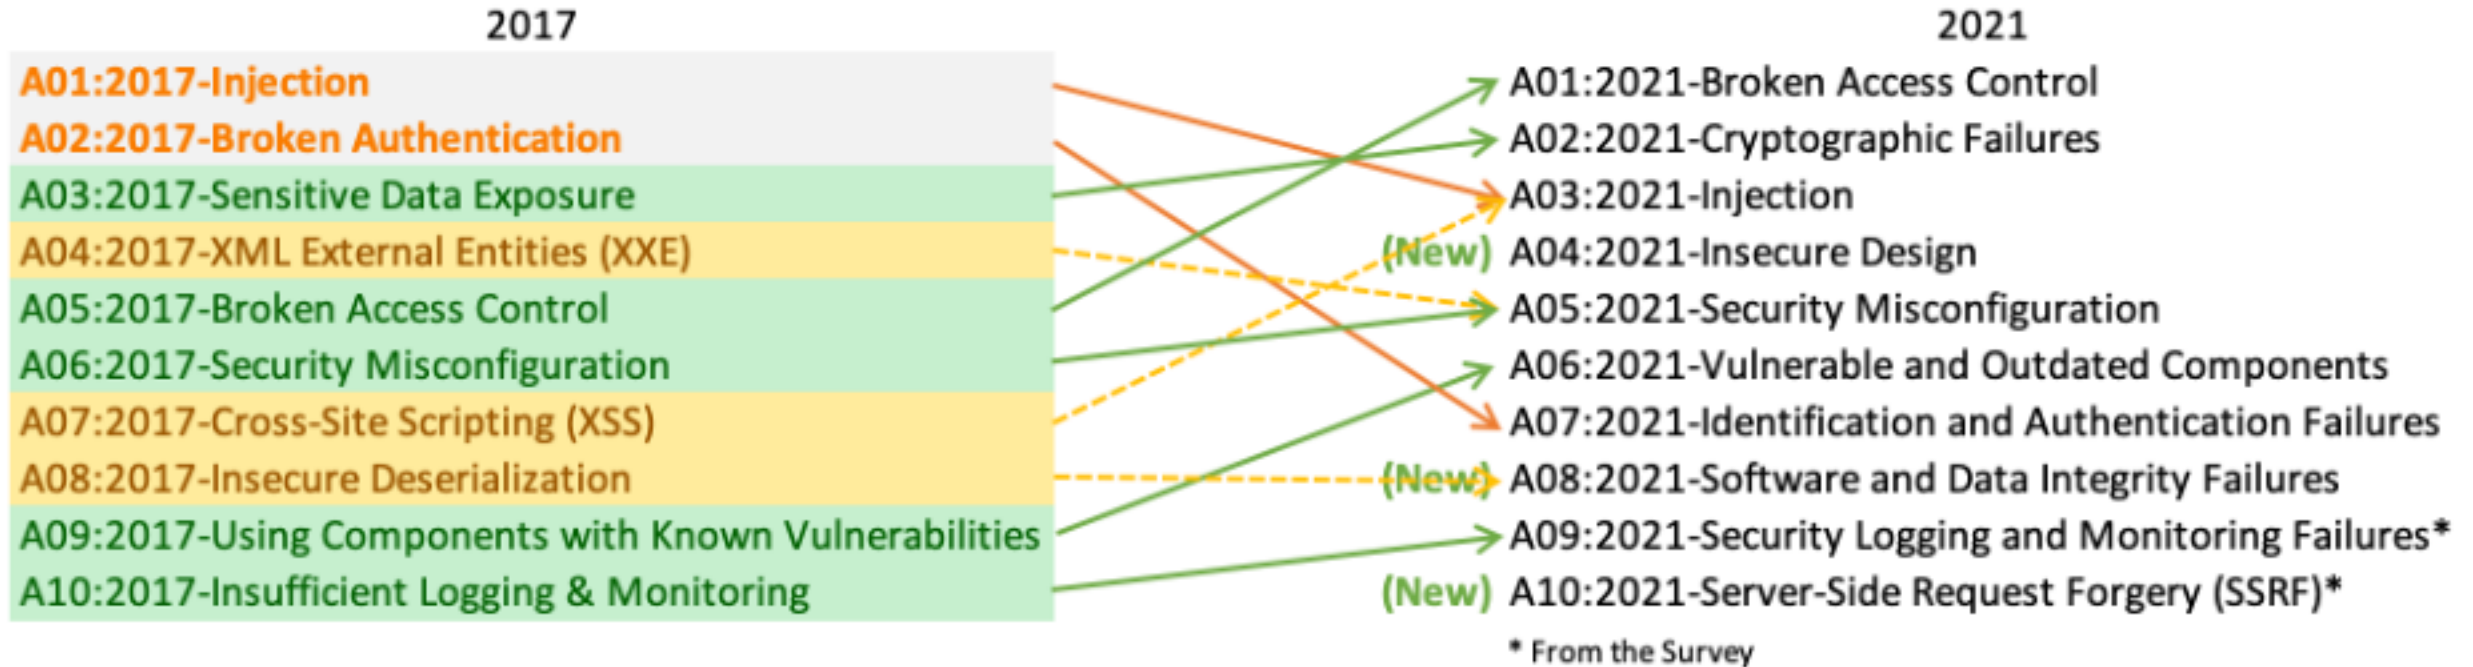 2017
A01:2017-Injection
A02:2017-Broken Authentication
A03:2017-Sensitive Data Exposure
A04:2017-XML External Entities (XXE)
A05:2017-Broken Access Control
A06:2017-Security Misconfiguration
A07:2017-Cross-Site Scripting (XSS)
A08:2017-Insecure Deserialization
A09:2017-Using Components with Known Vulnerabilities
A10:2017-Insufficient Logging & Monitoring
2021
A01:2021-Broken Access Control
A02:2021-Cryptographic Failures
A03:2021-Injection
(New) A04:2021-Insecure Design
A05:2021-Security Misconfiguration
A06:2021-Vulnerable and Outdated Components
A07:2021-Identification and Authentication Failures
(New) A08:2021-Software and Data Integrity Failures
A09:2021-Security Logging and Monitoring Failures*
(New) A10:2021-Server-Side Request Forgery (SSRF)*
* From the Survey